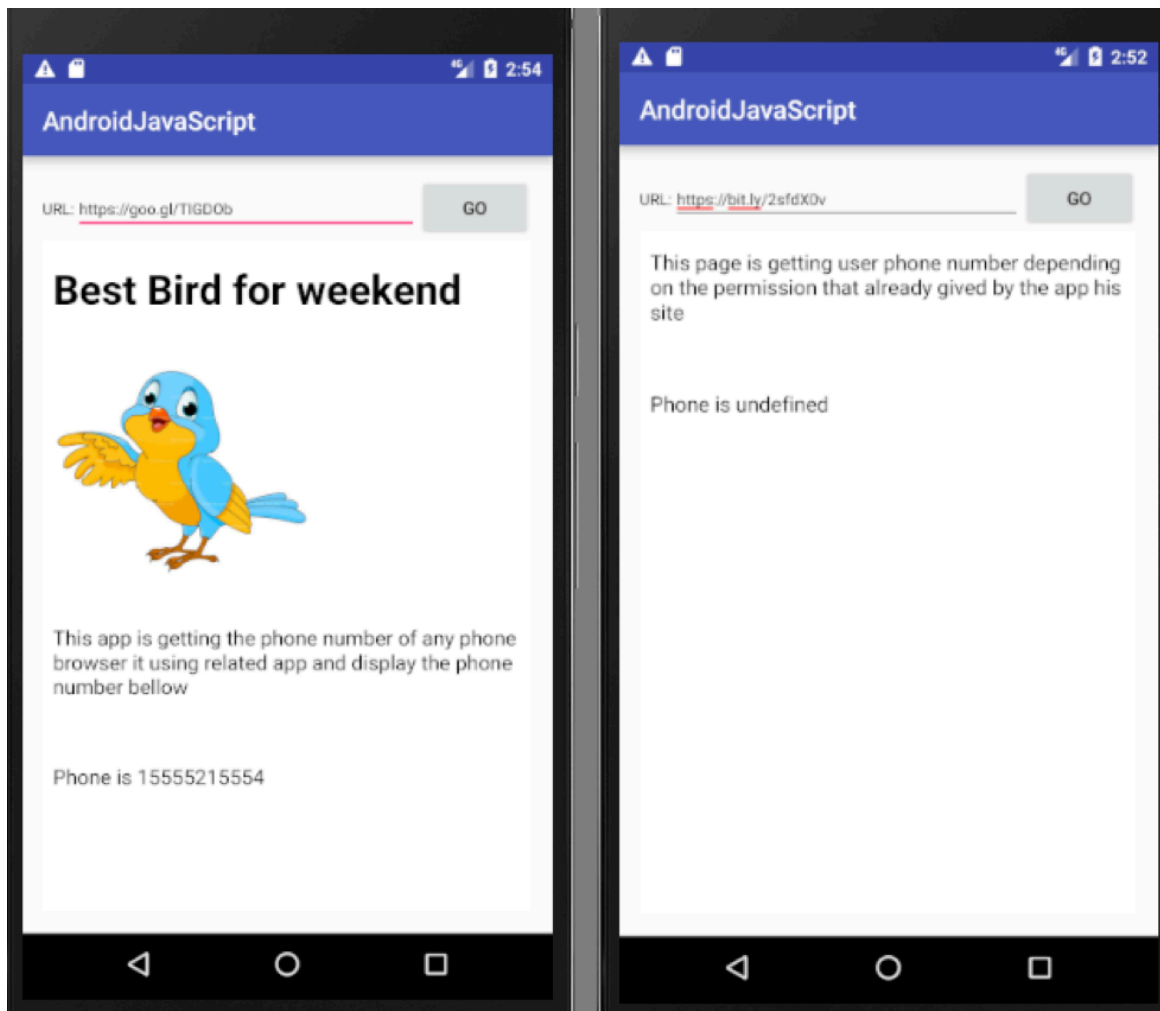 4G 2:54
AndroidJavaScript
URL: https://goo.gl/TIGDOb
GO
Best Bird for weekend
This app is getting the phone number of any phone
browser it using related app and display the phone
number bellow
Phone is 15555215554
4G 2:52
AndroidJavaScript
URL: https://bit.ly/2sfdX0v
GO
This page is getting user phone number depending
on the permission that already gived by the app his
site
Phone is undefined